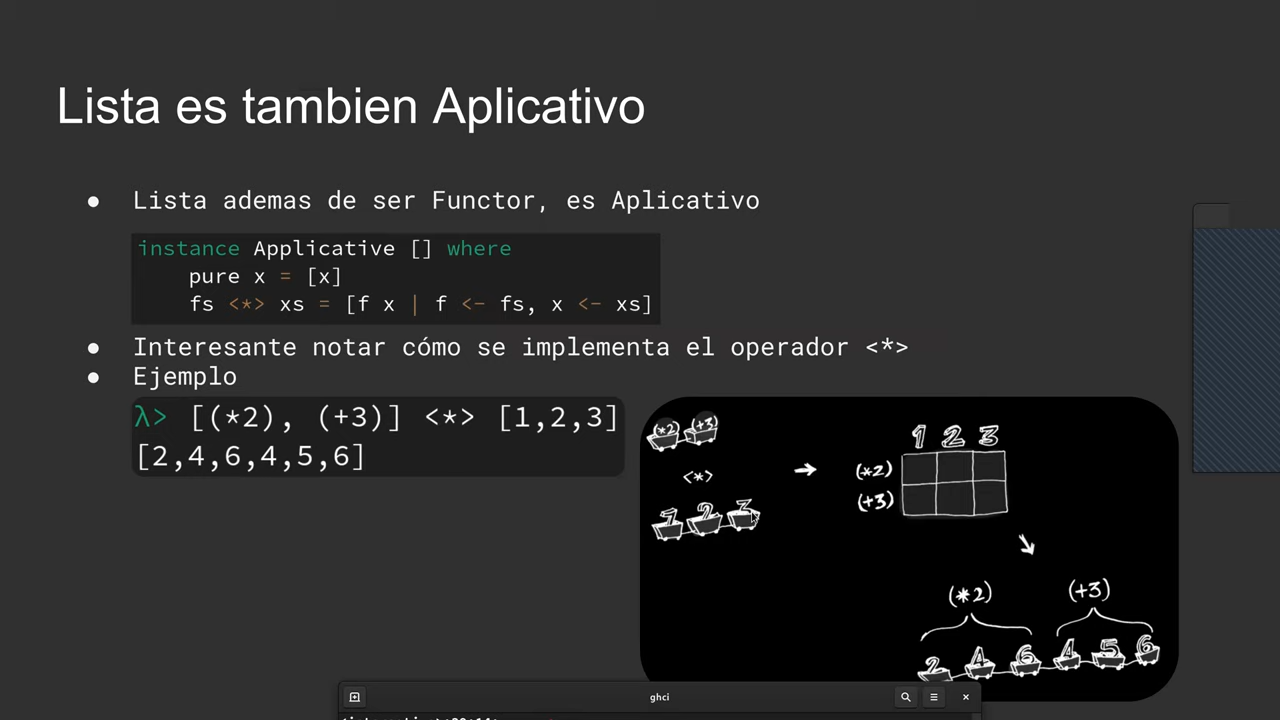 Lista es tambien Aplicativo
● Lista ademas de ser Functor, es Aplicativo
instance Applicative [] where
pure x = [x]
fs <*> xs = [f x | f <- fs, x <- xs]
● Interesante notar cómo se implementa el operador <*>
● Ejemplo
λ> [(*2), (+3)] <*> [1,2,3]
[2,4,6,4,5,6]
(*2) (+3)
<*>
1 2 3
1 2 3
(*2)
(+3)
(*2) (+3)
2 4 6 4 5 6
ghci